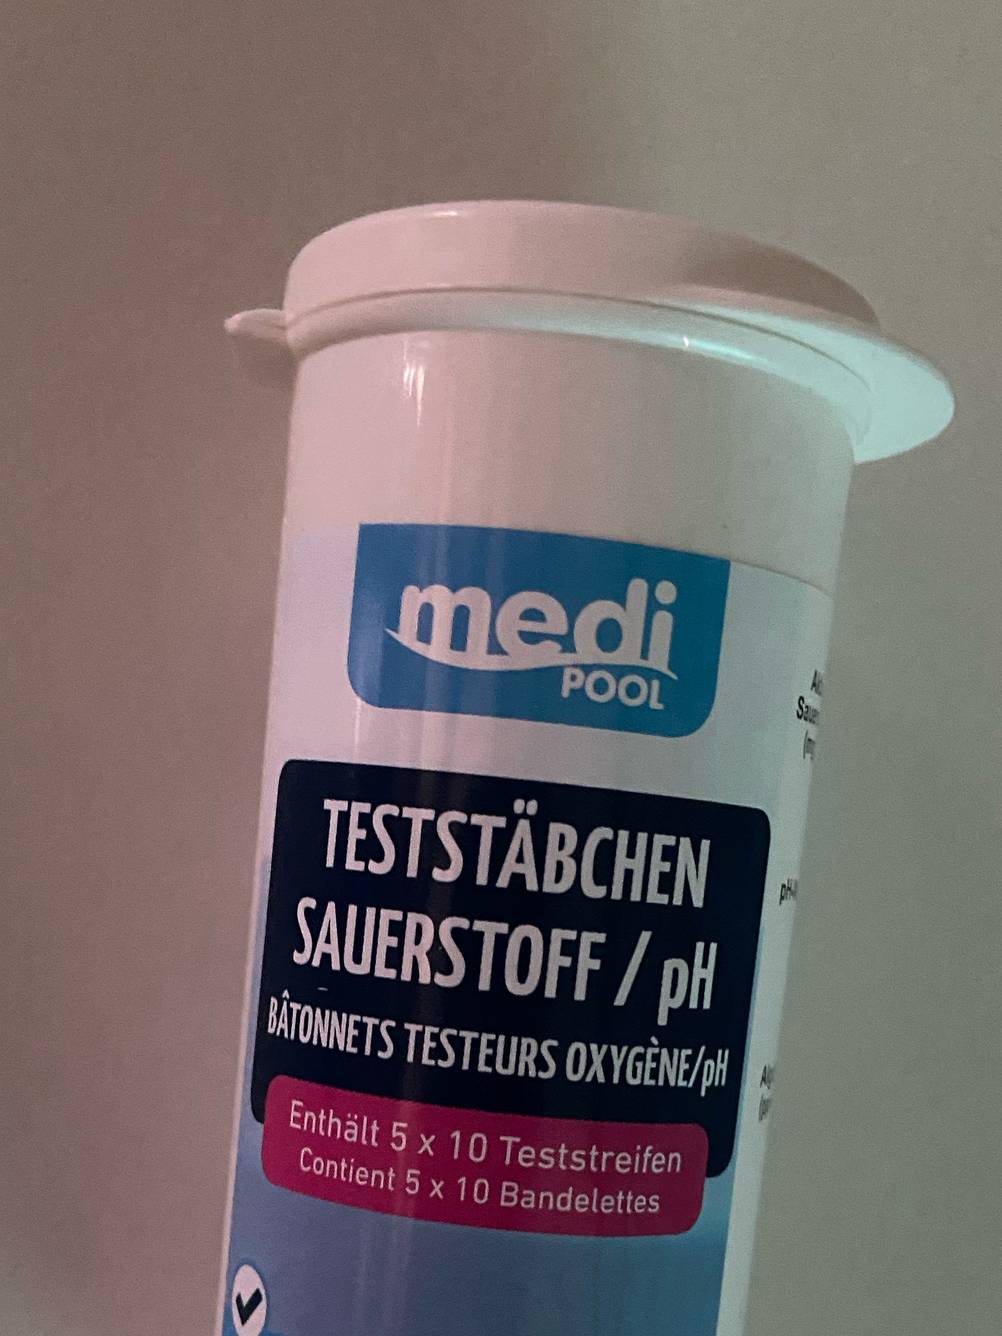 medi
POOL
TESTSTÄBCHEN
SAUERSTOFF / pH
BÂTONNETS TESTEURS OXYGÈNE/pH
Enthält 5 x 10 Teststreifen
Contient 5 x 10 Bandelettes